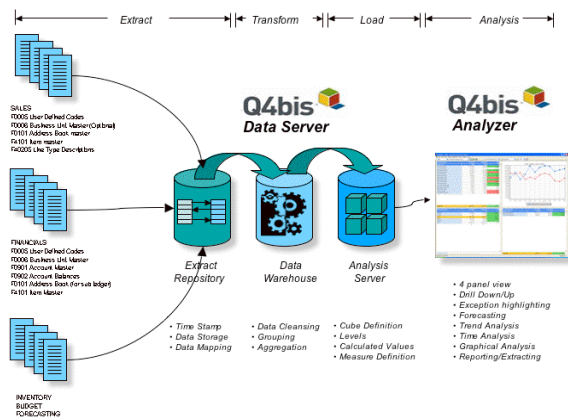 Extract
Transform
Load
Analysis
Q4bis
Data Server
Q4bis
Analyzer
SALES
F0005 User Defined Codes
F0006 Business Unit Master (Optional)
F0101 Address Book master
F4101 Item master
F40205 Line Type Descriptions
FINANCIALS
F0005 User Defined Codes
F0006 Business Unit Master
F0901 Account Master
F0902 Account Balances
F0101 Address Book (for sub ledger)
F4101 Item Master
INVENTORY
BUDGET
FORECASTING
Extract
Repository
• Time Stamp
• Data Storage
• Data Mapping
Data
Warehouse
• Data Cleansing
• Grouping
• Aggregation
Analysis
Server
• Cube Definition
• Levels
• Calculated Values
• Measure Definition
• 4 panel view
• Drill Down/Up
• Exception highlighting
• Forecasting
• Trend Analysis
• Time Analysis
• Graphical Analysis
• Reporting/Extracting